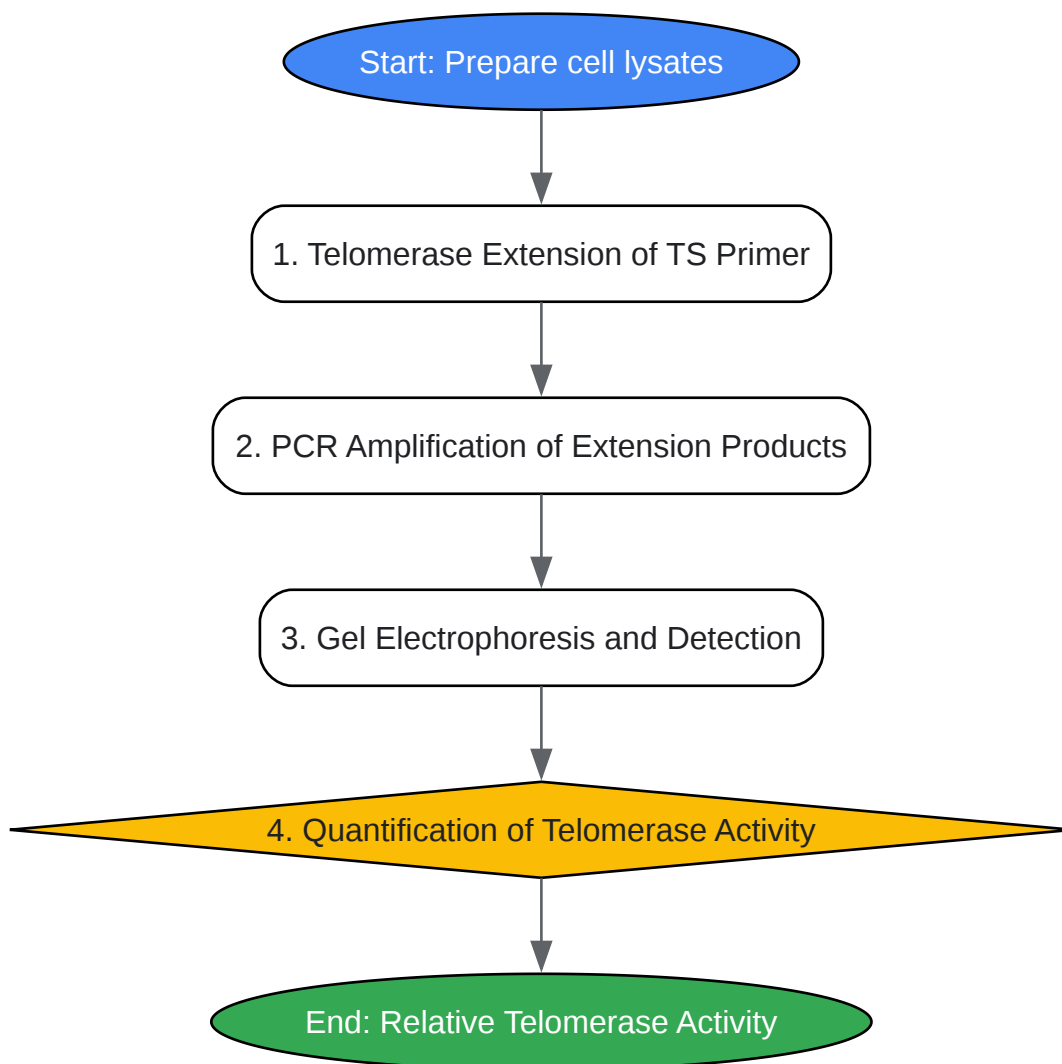 Start: Prepare cell lysates
1. Telomerase Extension of TS Primer
2. PCR Amplification of Extension Products
3. Gel Electrophoresis and Detection
4. Quantification of Telomerase Activity
End: Relative Telomerase Activity